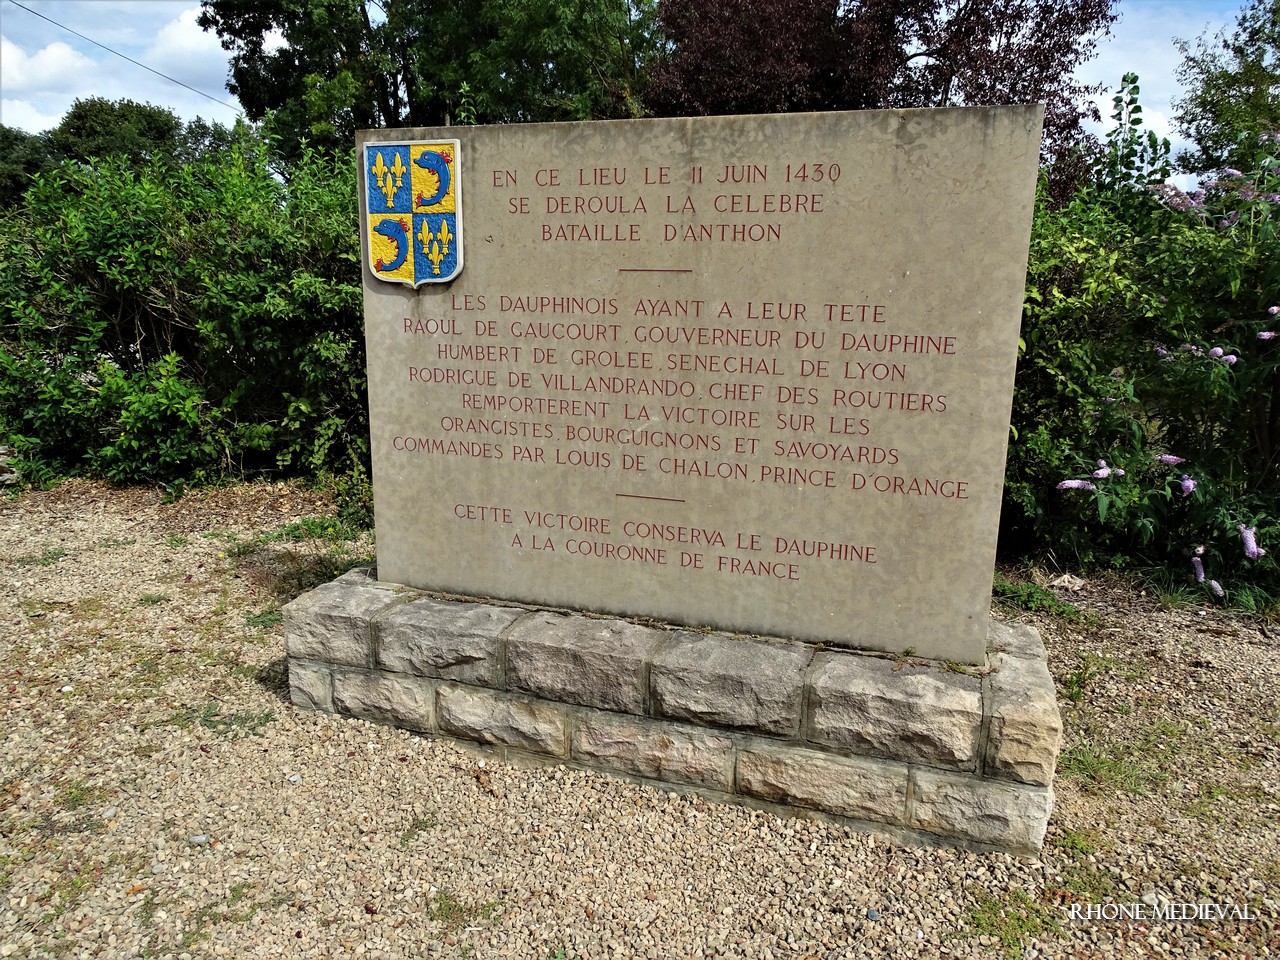 EN CE LIEU LE 11 JUIN 1430
SE DEROULA LA CELEBRE
BATAILLE D'ANTHON
LES DAUPHINOIS AYANT A LEUR TETE
RAOUL DE GAUCOURT, GOUVERNEUR DU DAUPHINE
HUMBERT DE GROLEE, SENECHAL DE LYON
RODRIGUE DE VILLANDRANDO, CHEF DES ROUTIERS
REMPORTERENT LA VICTOIRE SUR LES
ORANGISTES, BOURGUIGNONS ET SAVOYARDS
COMMANDES PAR LOUIS DE CHALON, PRINCE D'ORANGE
CETTE VICTOIRE CONSERVA LE DAUPHINE
A LA COURONNE DE FRANCE
RHÔNE MEDIEVAL